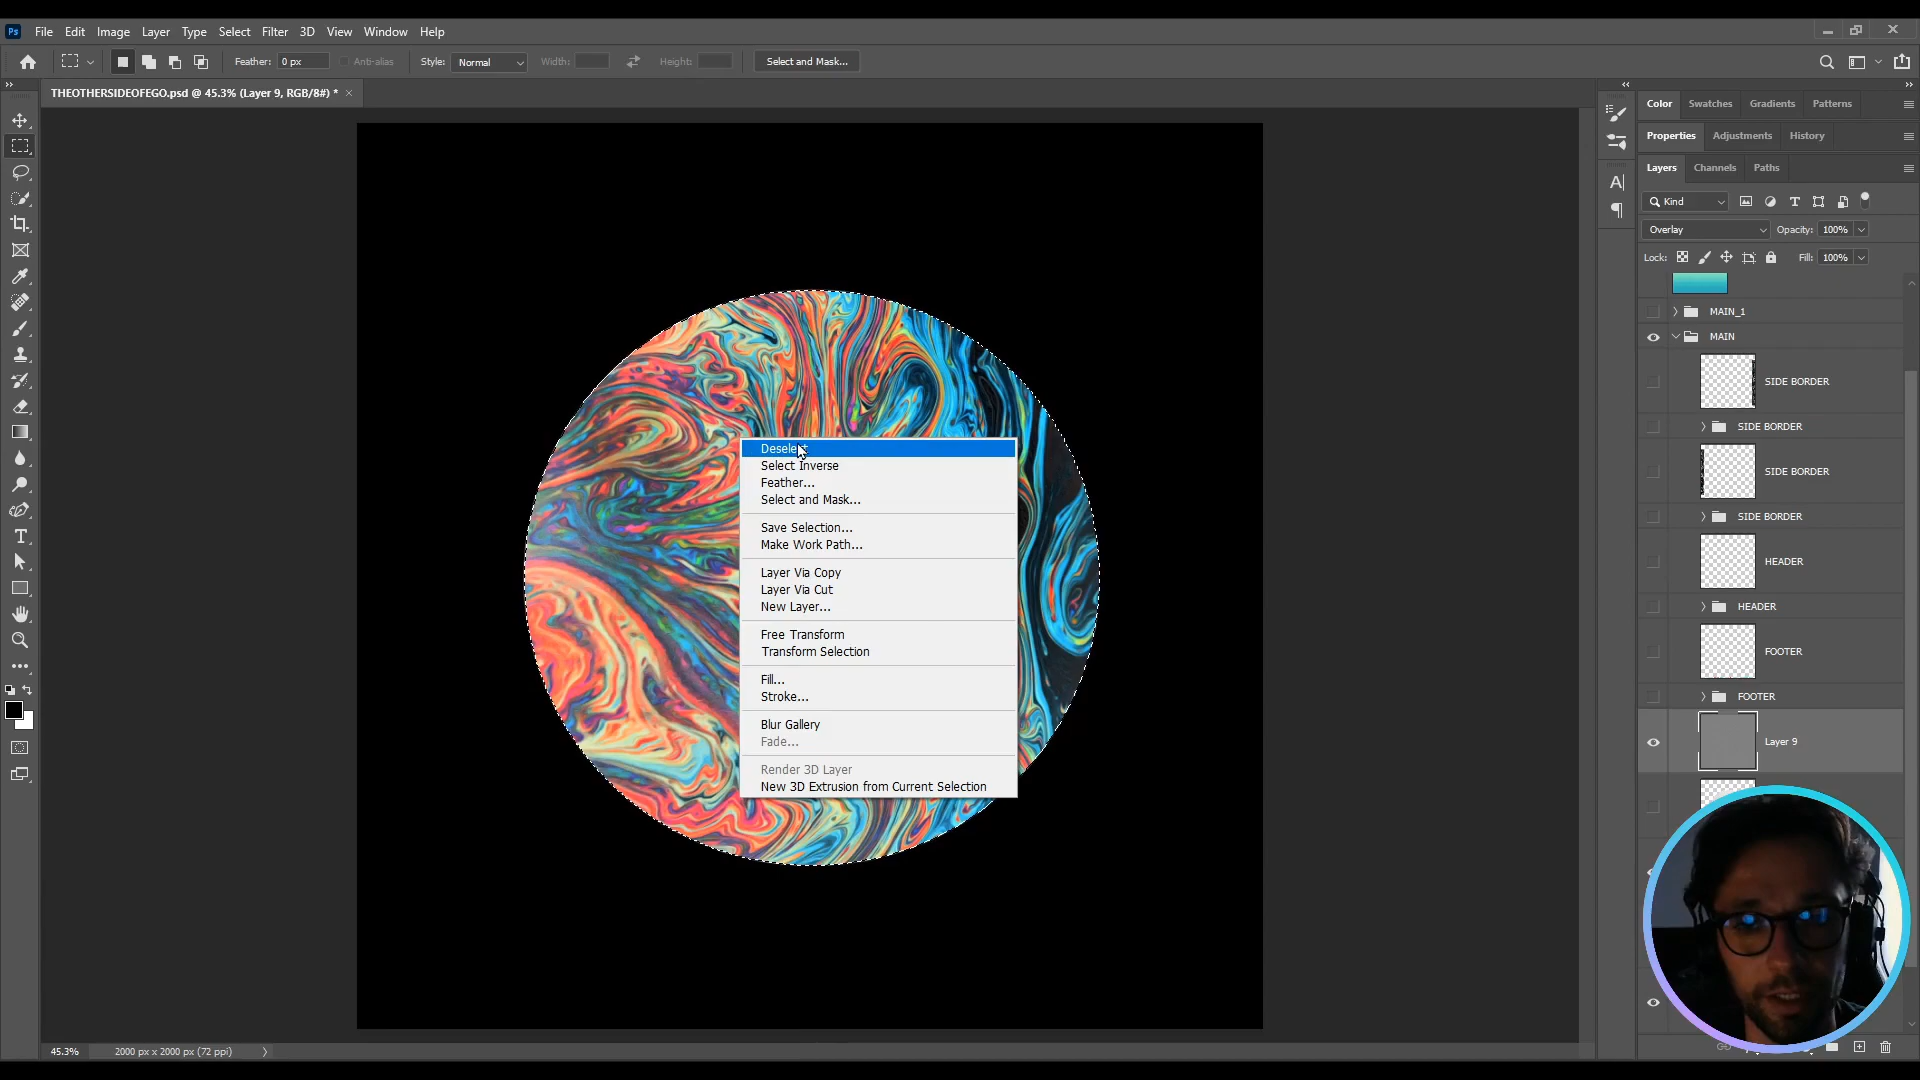 Ps File Edit Image Layer Type Select Filter 3D View Window Help
Feather: 0 px Anti-alias Style: Normal Width: Height: Select and Mask...
THEOTHERSIDEOFEGO.psd @ 45.3% (Layer 9, RGB/8#) *
Color Swatches Gradients Patterns
Properties Adjustments History
Layers Channels Paths
Kind
Overlay Opacity: 100%
Lock: Fill: 100%
MAIN_1
MAIN
SIDE BORDER
SIDE BORDER
SIDE BORDER
SIDE BORDER
HEADER
HEADER
FOOTER
FOOTER
Layer 9
Deselect
Select Inverse
Feather...
Select and Mask...
Save Selection...
Make Work Path...
Layer Via Copy
Layer Via Cut
New Layer...
Free Transform
Transform Selection
Fill...
Stroke...
Blur Gallery
Fade...
Render 3D Layer
New 3D Extrusion from Current Selection
45.3% 2000 px x 2000 px (72 ppi)